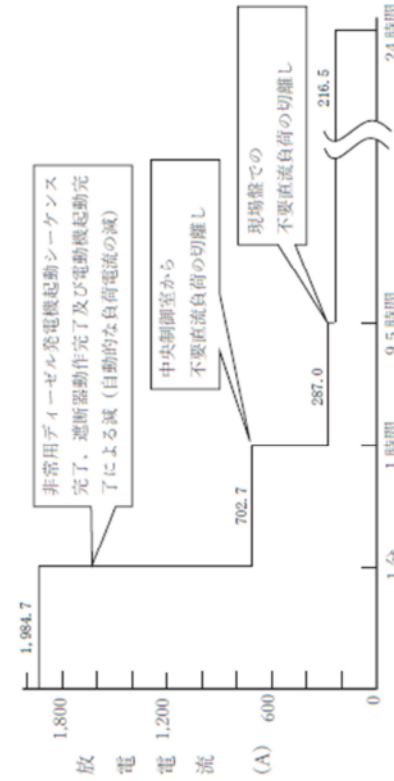 1,984.7
非常用ディーゼル発電機起動シーケンス
完了、遮断器動作完了及び電動機起動完
了による減（自動的な負荷電流の減）
1,800
放
電
電
流
(A)
1,200
600
0
702.7
中央制御室から
不要直流負荷の切離し
287.0
現場盤での
不要直流負荷の切離し
216.5
1分
1時間
9.5時間
24時間